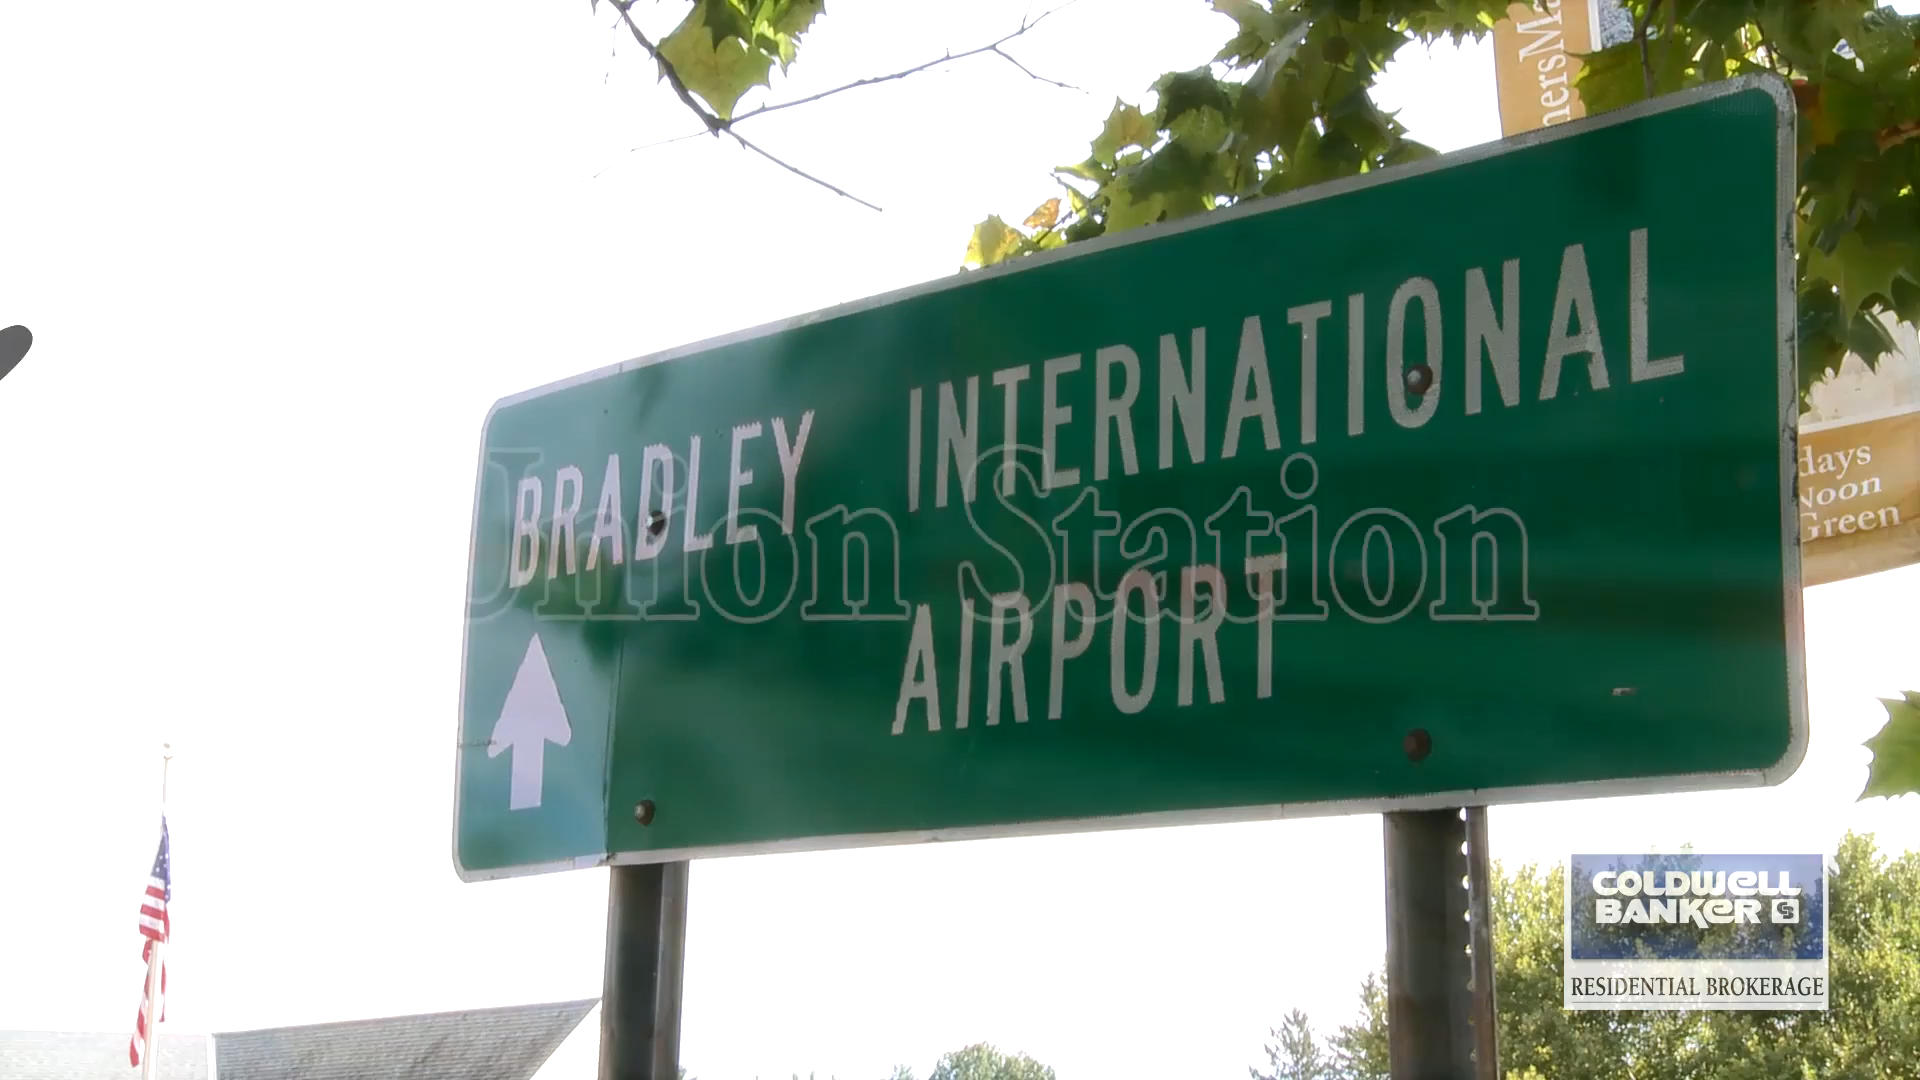 BRADLEY INTERNATIONAL
AIRPORT
Union Station
days
Noon
Green
COLDWELL
BANKER
RESIDENTIAL BROKERAGE